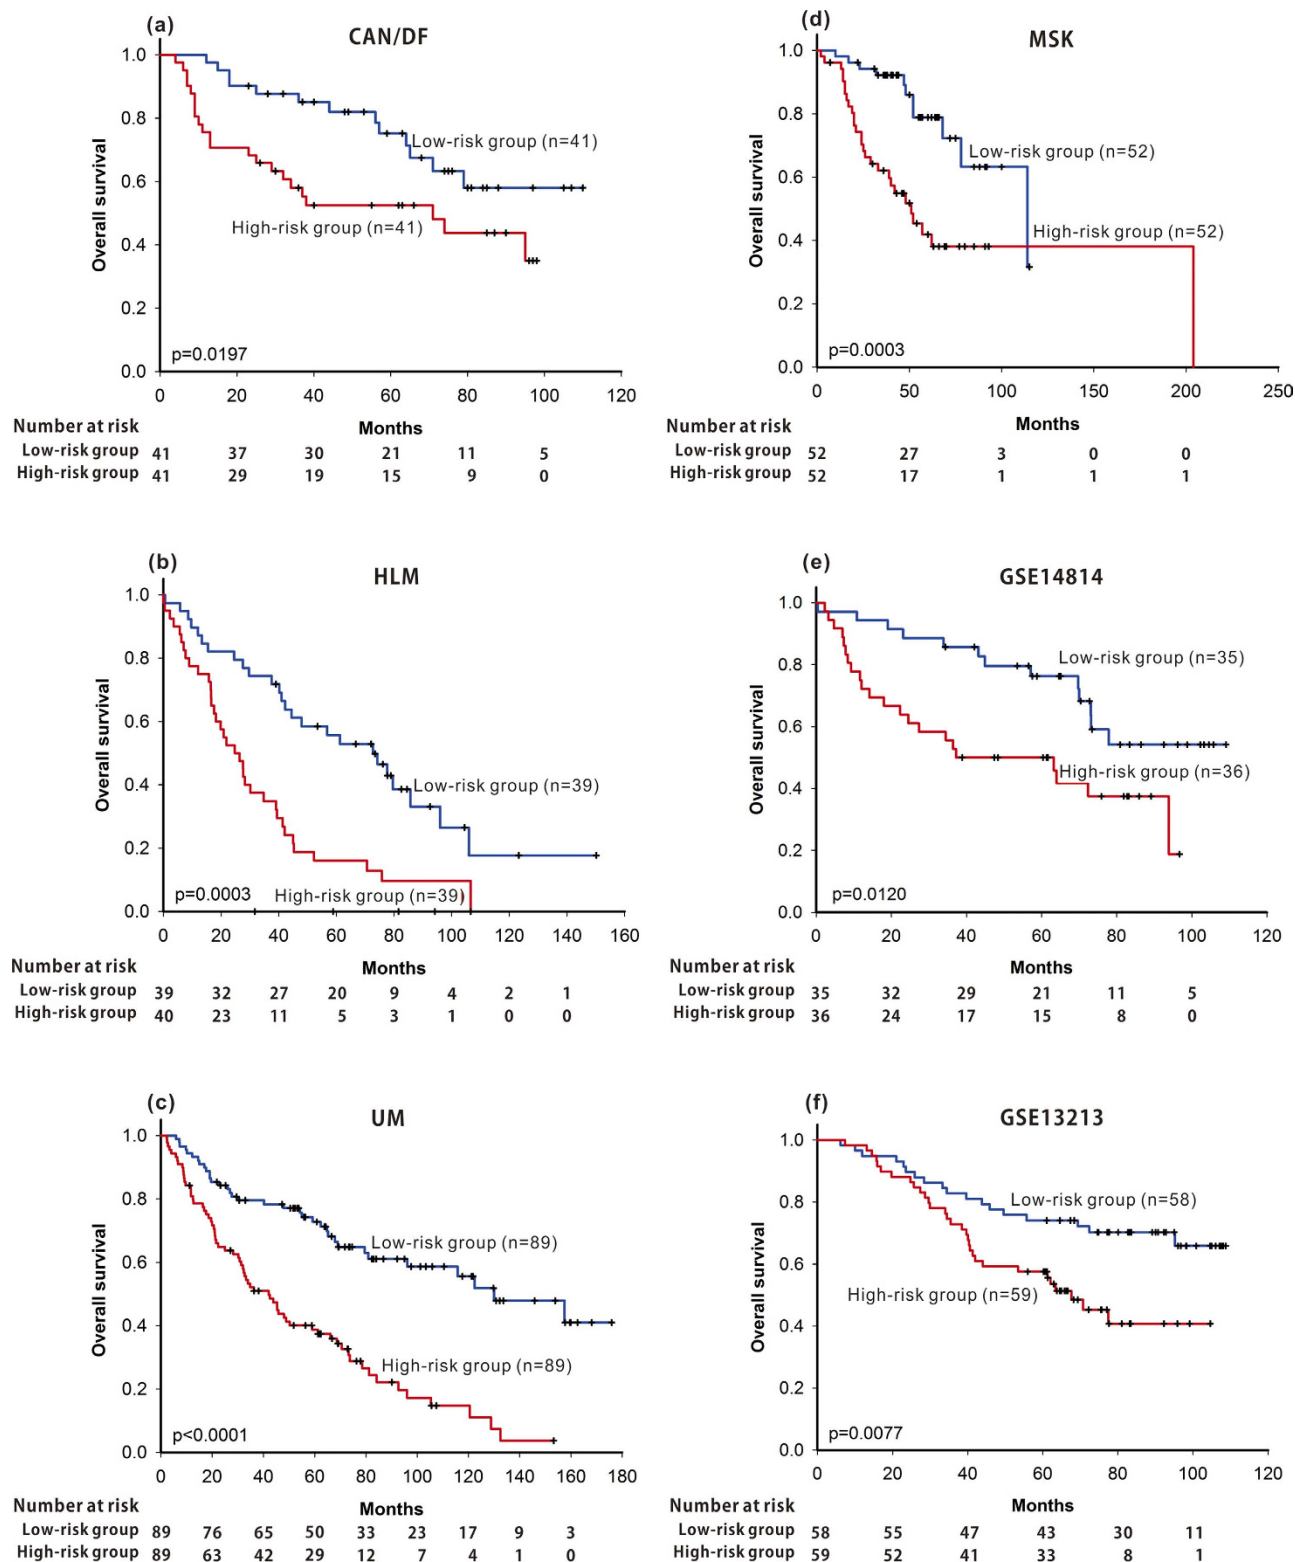 (a)
CAN/DF
Overall survival
1.0
0.8
0.6
0.4
0.2
0.0
Low-risk group (n=41)
High-risk group (n=41)
p=0.0197
0 20 40 60 80 100 120
Number at risk Months
Low-risk group 41 37 30 21 11 5
High-risk group 41 29 19 15 9 0
(d)
MSK
Overall survival
1.0
0.8
0.6
0.4
0.2
0.0
Low-risk group (n=52)
High-risk group (n=52)
p=0.0003
0 50 100 150 200 250
Number at risk Months
Low-risk group 52 27 3 0 0
High-risk group 52 17 1 1 1
(b)
HLM
Overall survival
1.0
0.8
0.6
0.4
0.2
0.0
Low-risk group (n=39)
High-risk group (n=39)
p=0.0003
0 20 40 60 80 100 120 140 160
Number at risk Months
Low-risk group 39 32 27 20 9 4 2 1
High-risk group 40 23 11 5 3 1 0 0
(e)
GSE14814
Overall survival
1.0
0.8
0.6
0.4
0.2
0.0
Low-risk group (n=35)
High-risk group (n=36)
p=0.0120
0 20 40 60 80 100 120
Number at risk Months
Low-risk group 35 32 29 21 11 5
High-risk group 36 24 17 15 8 0
(c)
UM
Overall survival
1.0
0.8
0.6
0.4
0.2
0.0
Low-risk group (n=89)
High-risk group (n=89)
p<0.0001
0 20 40 60 80 100 120 140 160 180
Number at risk Months
Low-risk group 89 76 65 50 33 23 17 9 3
High-risk group 89 63 42 29 12 7 4 1 0
(f)
GSE13213
Overall survival
1.0
0.8
0.6
0.4
0.2
0.0
Low-risk group (n=58)
High-risk group (n=59)
p=0.0077
0 20 40 60 80 100 120
Number at risk Months
Low-risk group 58 55 47 43 30 11
High-risk group 59 52 41 33 8 1